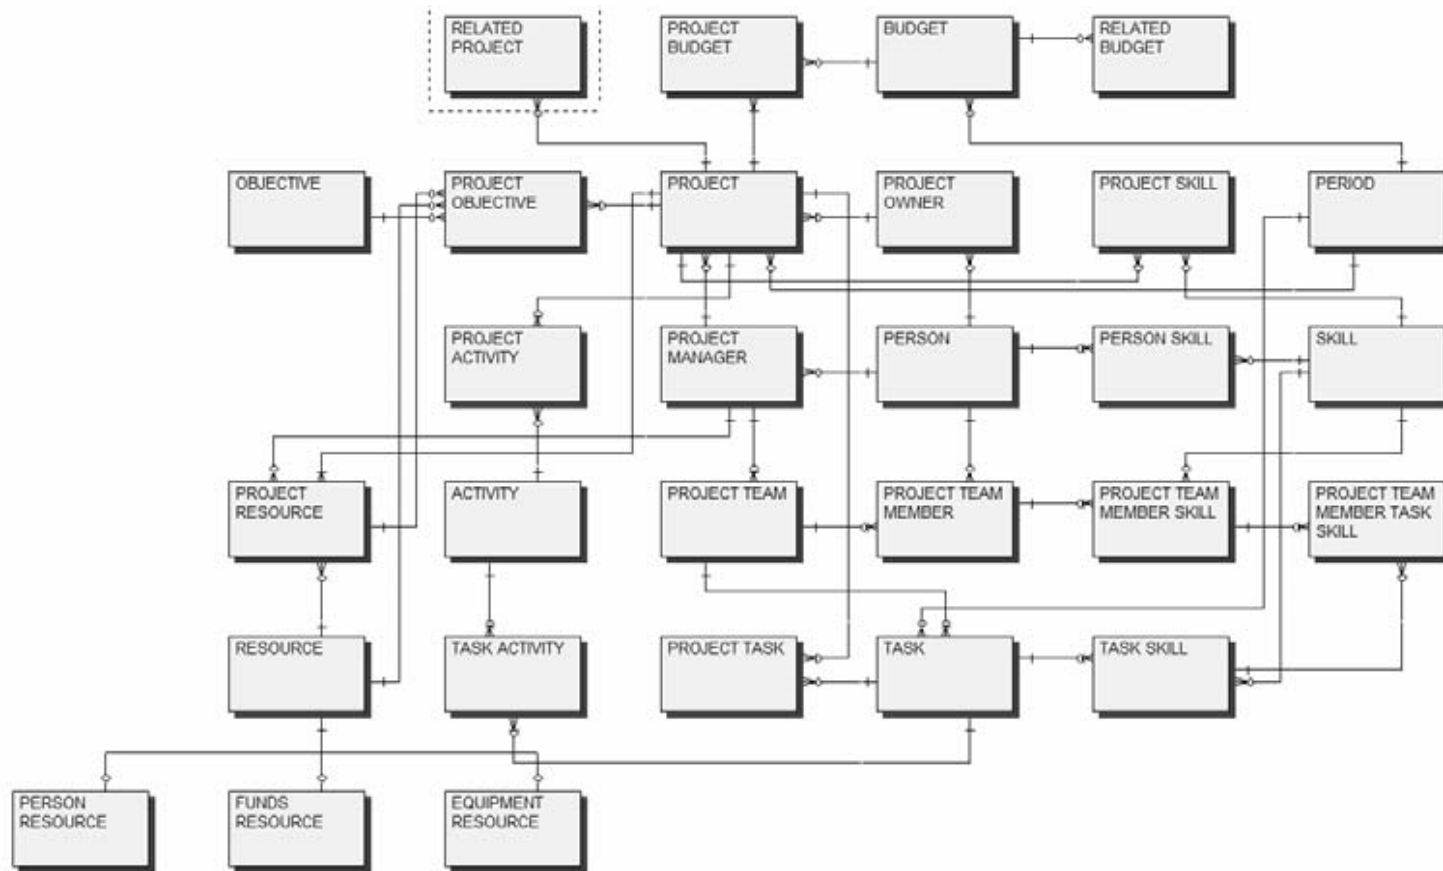 RELATED
PROJECT
PROJECT
BUDGET
BUDGET
RELATED
BUDGET
OBJECTIVE
PROJECT
OBJECTIVE
PROJECT
PROJECT
OWNER
PROJECT SKILL
PERIOD
PROJECT
ACTIVITY
PROJECT
MANAGER
PERSON
PERSON SKILL
SKILL
PROJECT
RESOURCE
ACTIVITY
PROJECT TEAM
PROJECT TEAM
MEMBER
PROJECT TEAM
MEMBER SKILL
PROJECT TEAM
MEMBER TASK
SKILL
RESOURCE
TASK ACTIVITY
PROJECT TASK
TASK
TASK SKILL
PERSON
RESOURCE
FUNDS
RESOURCE
EQUIPMENT
RESOURCE